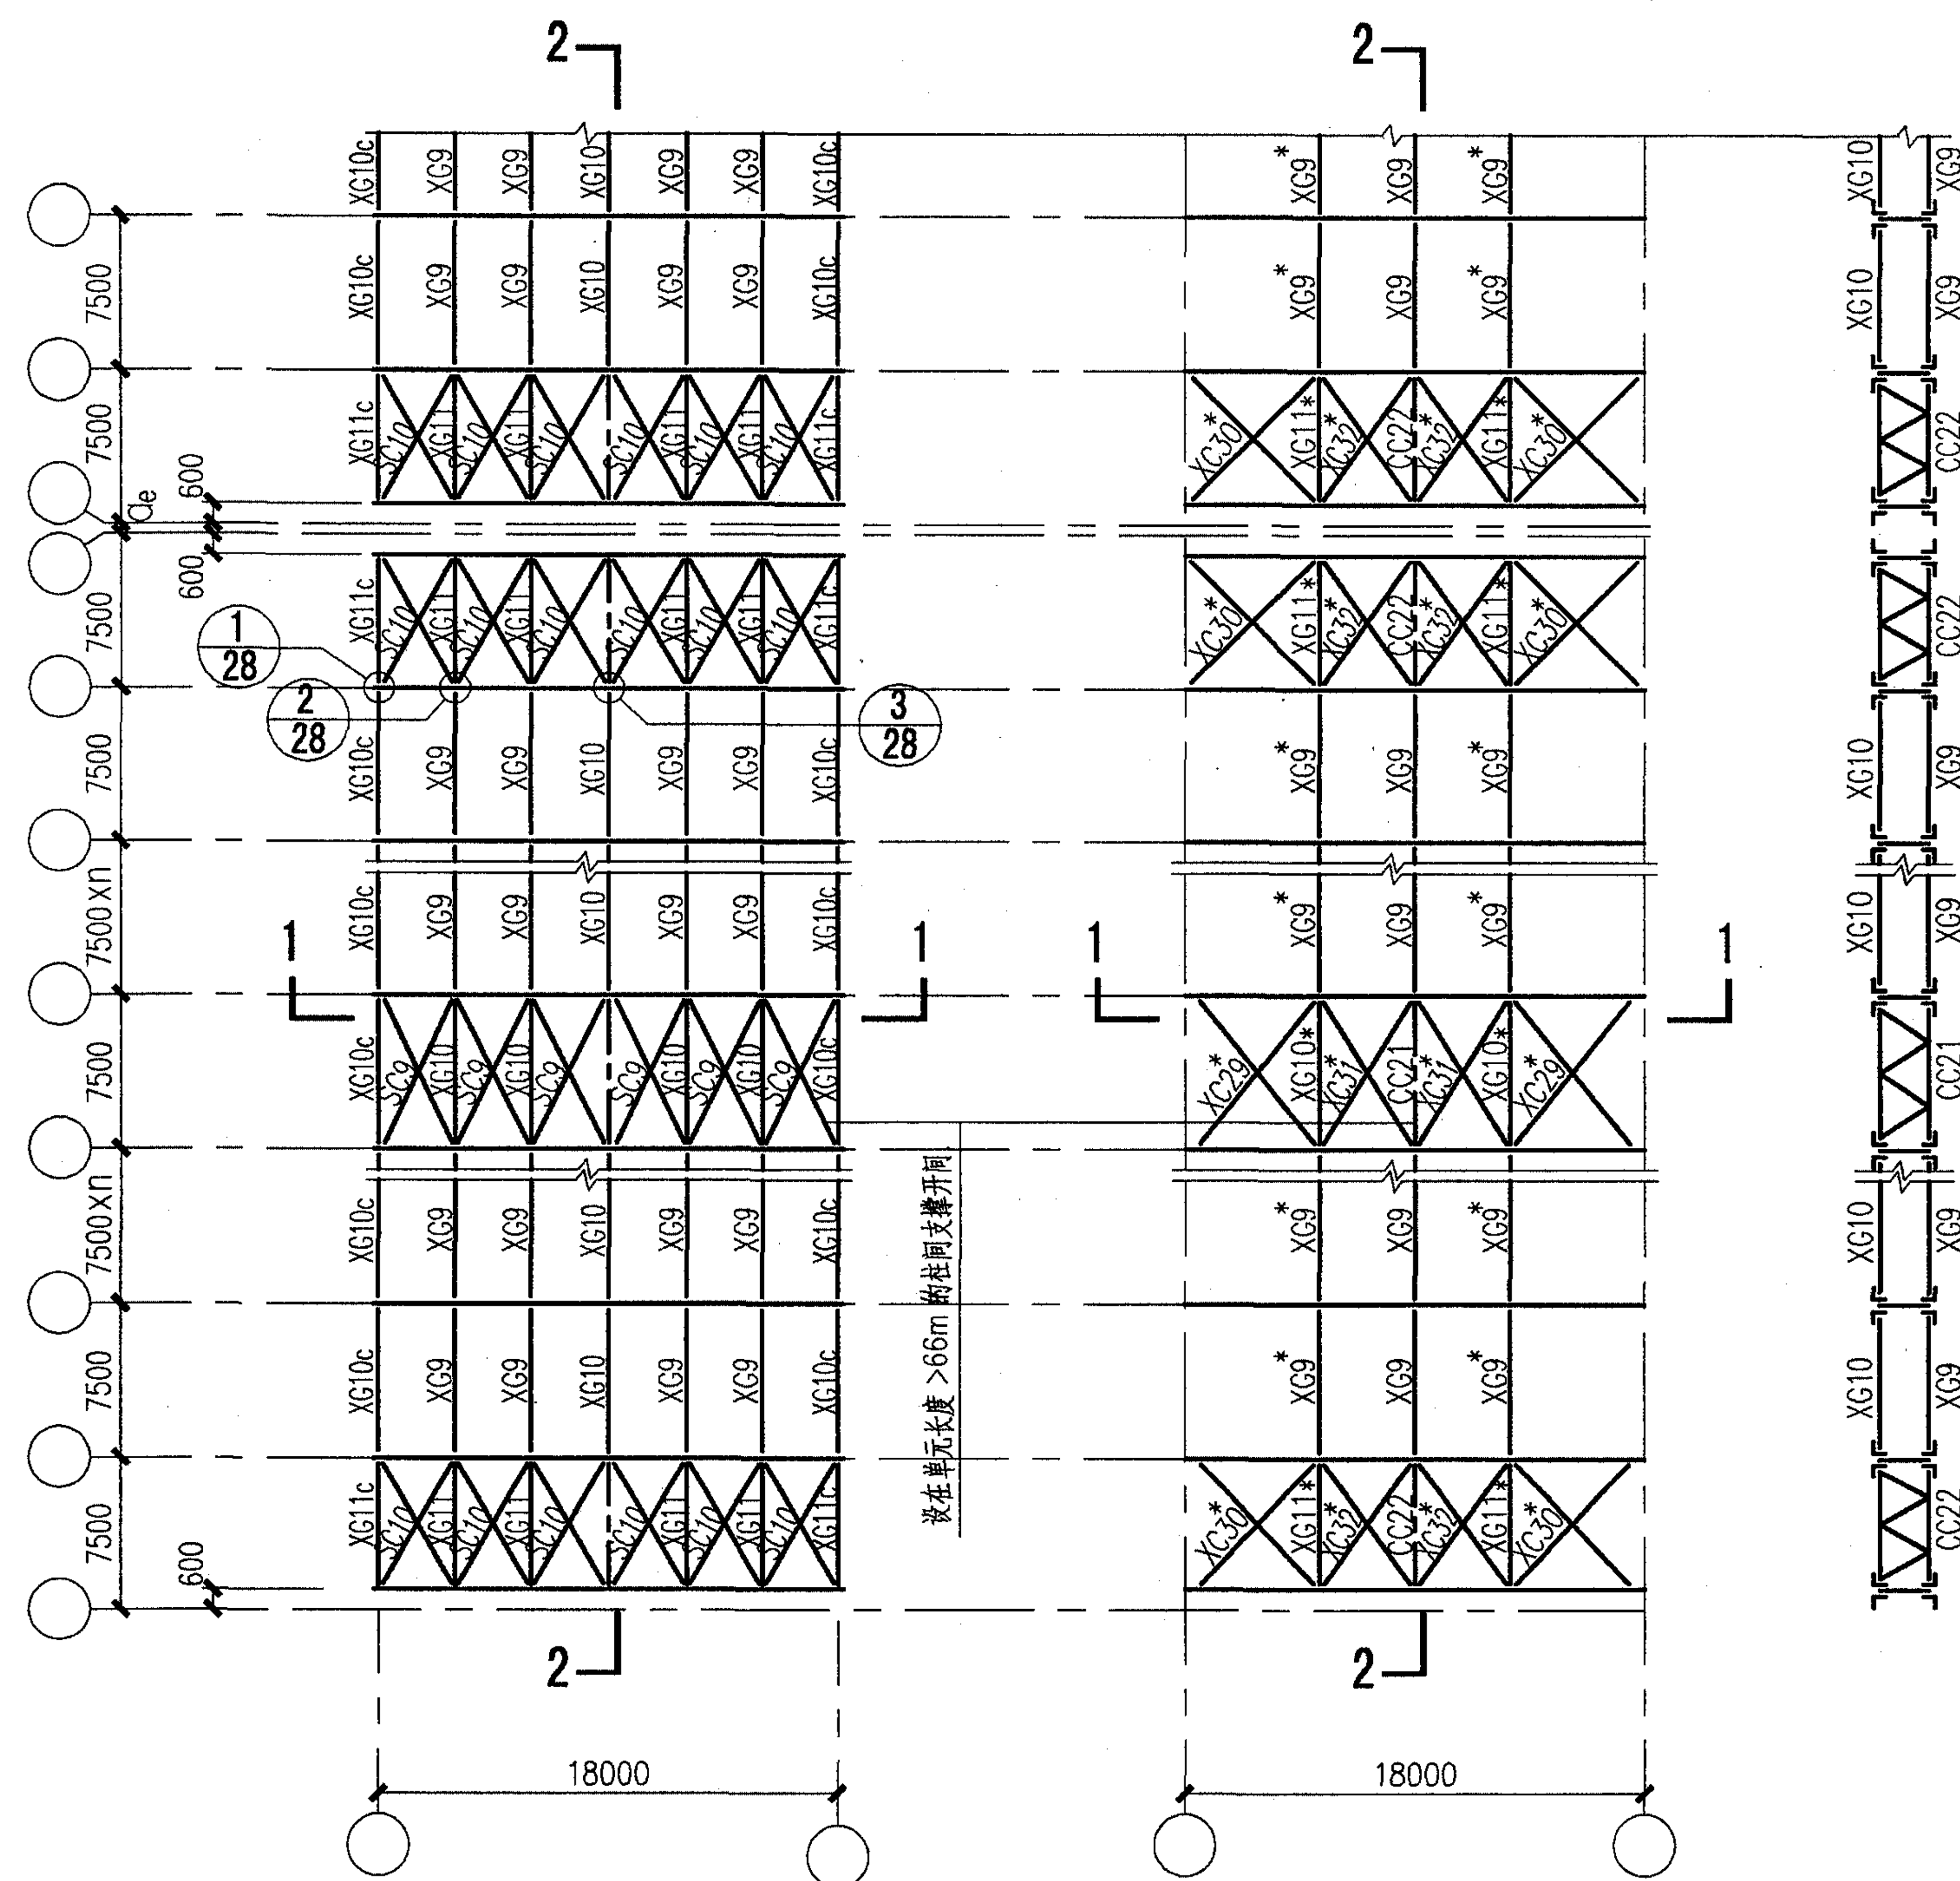 2 2
XG10c XG9 XG9 XG10 XG9 XG9 XG10c XG9* XG9 XG9* XG10 XG9
7500 XG10c XG9 XG9 XG10 XG9 XG9 XG10c XG9* XG9 XG9* XG10 XG9
7500 XG11c SC10 XG11 SC10 XG11 SC10 SC10 XG11 SC10 XG11 SC10 XG11c XC30* XG11* XC32* CC22 XC32* XG11* XC30* CC22
600
ae
600
7500 XG11c SC10 XG11 SC10 XG11 SC10 SC10 XG11 SC10 XG11 SC10 XG11c XC30* XG11* XC32* CC22 XC32* XG11* XC30* CC22
1
28
2
28
3
28
7500 XG10c XG9 XG9 XG10 XG9 XG9 XG10c XG9* XG9 XG9* XG10 XG9
7500xn XG10c XG9 XG9 XG10 XG9 XG9 XG10c XG9* XG9 XG9* XG10 XG9
1 1 1 1
7500 XG10c SC9 XG10 SC9 XG10 SC9 SC9 XG10 SC9 XG10 SC9 XG10c XC29* XG10* XC31* CC21 XC31* XG10* XC29* CC21
设在单元长度>66m的柱间支撑开间
7500xn XG10c XG9 XG9 XG10 XG9 XG9 XG10c XG9* XG9 XG9* XG10 XG9
7500 XG10c XG9 XG9 XG10 XG9 XG9 XG10c XG9* XG9 XG9* XG10 XG9
7500 XG11c SC10 XG11 SC10 XG11 SC10 SC10 XG11 SC10 XG11 SC10 XG11c XC30* XG11* XC32* CC22 XC32* XG11* XC30* CC22
600
2 2
18000 18000